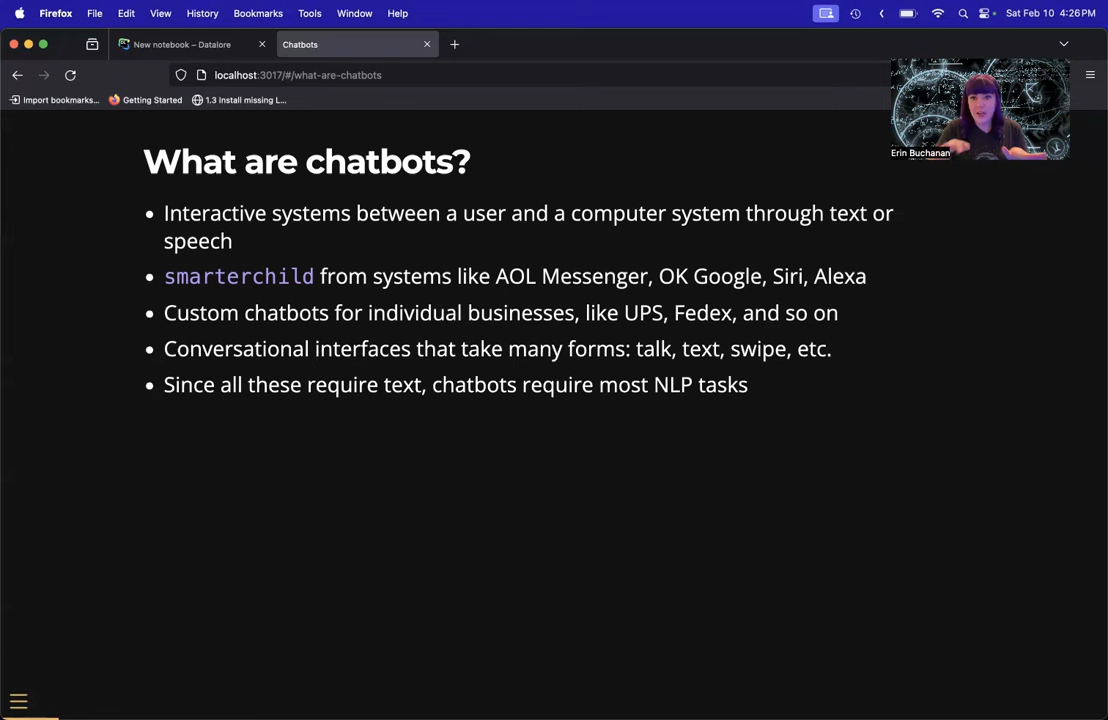 Firefox File Edit View History Bookmarks Tools Window Help Sat Feb 10 4:26 PM
New notebook – Datalore Chatbots
localhost:3017/#/what-are-chatbots
Import bookmarks... Getting Started 1.3 Install missing L...
Erin Buchanan
What are chatbots?
• Interactive systems between a user and a computer system through text or
speech
• smarterchild from systems like AOL Messenger, OK Google, Siri, Alexa
• Custom chatbots for individual businesses, like UPS, Fedex, and so on
• Conversational interfaces that take many forms: talk, text, swipe, etc.
• Since all these require text, chatbots require most NLP tasks